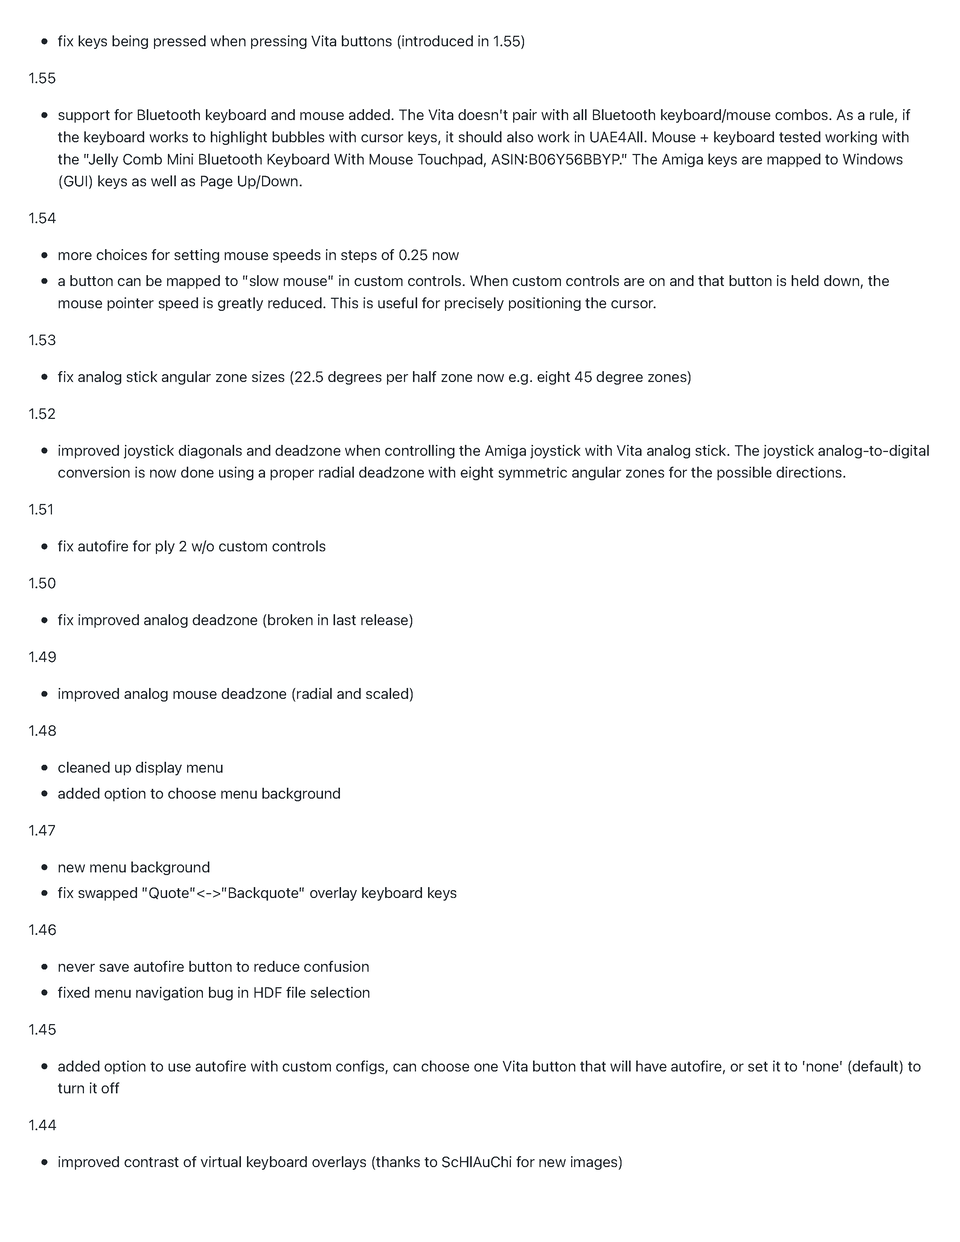 • fix keys being pressed when pressing Vita buttons (introduced in 1.55)
1.55
• support for Bluetooth keyboard and mouse added. The Vita doesn't pair with all Bluetooth keyboard/mouse combos. As a rule, if
the keyboard works to highlight bubbles with cursor keys, it should also work in UAE4All. Mouse + keyboard tested working with
the "Jelly Comb Mini Bluetooth Keyboard With Mouse Touchpad, ASIN:B06Y56BBYP." The Amiga keys are mapped to Windows
(GUI) keys as well as Page Up/Down.
1.54
• more choices for setting mouse speeds in steps of 0.25 now
• a button can be mapped to "slow mouse" in custom controls. When custom controls are on and that button is held down, the
mouse pointer speed is greatly reduced. This is useful for precisely positioning the cursor.
1.53
• fix analog stick angular zone sizes (22.5 degrees per half zone now e.g. eight 45 degree zones)
1.52
• improved joystick diagonals and deadzone when controlling the Amiga joystick with Vita analog stick. The joystick analog-to-digital
conversion is now done using a proper radial deadzone with eight symmetric angular zones for the possible directions.
1.51
• fix autofire for ply 2 w/o custom controls
1.50
• fix improved analog deadzone (broken in last release)
1.49
• improved analog mouse deadzone (radial and scaled)
1.48
• cleaned up display menu
• added option to choose menu background
1.47
• new menu background
• fix swapped "Quote"<->"Backquote" overlay keyboard keys
1.46
• never save autofire button to reduce confusion
• fixed menu navigation bug in HDF file selection
1.45
• added option to use autofire with custom configs, can choose one Vita button that will have autofire, or set it to 'none' (default) to
turn it off
1.44
• improved contrast of virtual keyboard overlays (thanks to ScHlAuChi for new images)